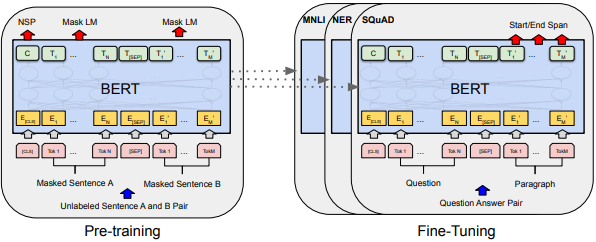 NSP Mask LM Mask LM
C T1 ... TN T[SEP] T1' ... TM'
BERT
E[CLS] E1 ... EN E[SEP] E1' ... EM'
[CLS] Tok 1 ... Tok N [SEP] Tok 1 ... TokM
Masked Sentence A Masked Sentence B
Unlabeled Sentence A and B Pair
Pre-training
MNLI NER SQuAD
Start/End Span
C T1 ... TN T[SEP] T1' ... TM'
BERT
E[CLS] E1 ... EN E[SEP] E1' ... EM'
[CLS] Tok 1 ... Tok N [SEP] Tok 1 ... TokM
Question Paragraph
Question Answer Pair
Fine-Tuning